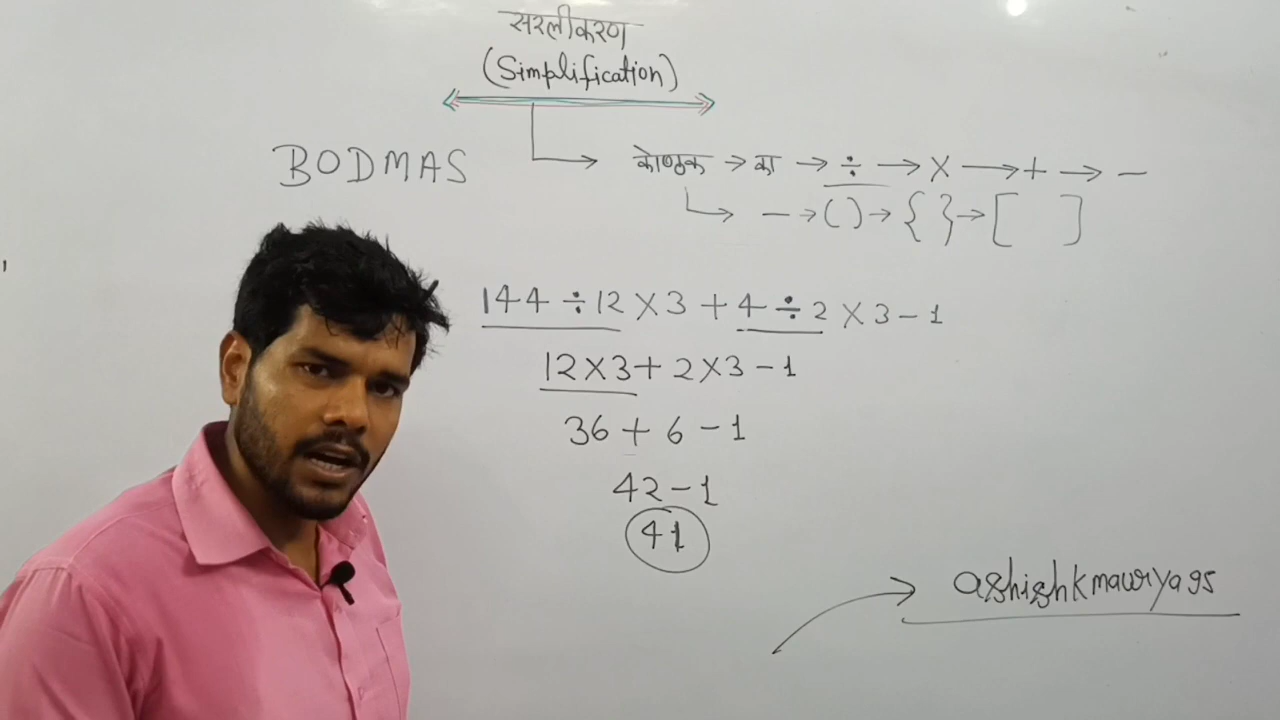 सरलीकरण
(Simplification)
BODMAS
कोष्ठक → का → ÷ → × → + → −
— → ( ) → { } → [ ]
144 ÷ 12 × 3 + 4 ÷ 2 × 3 − 1
12 × 3 + 2 × 3 − 1
36 + 6 − 1
42 − 1
41
ashishkmaurya95